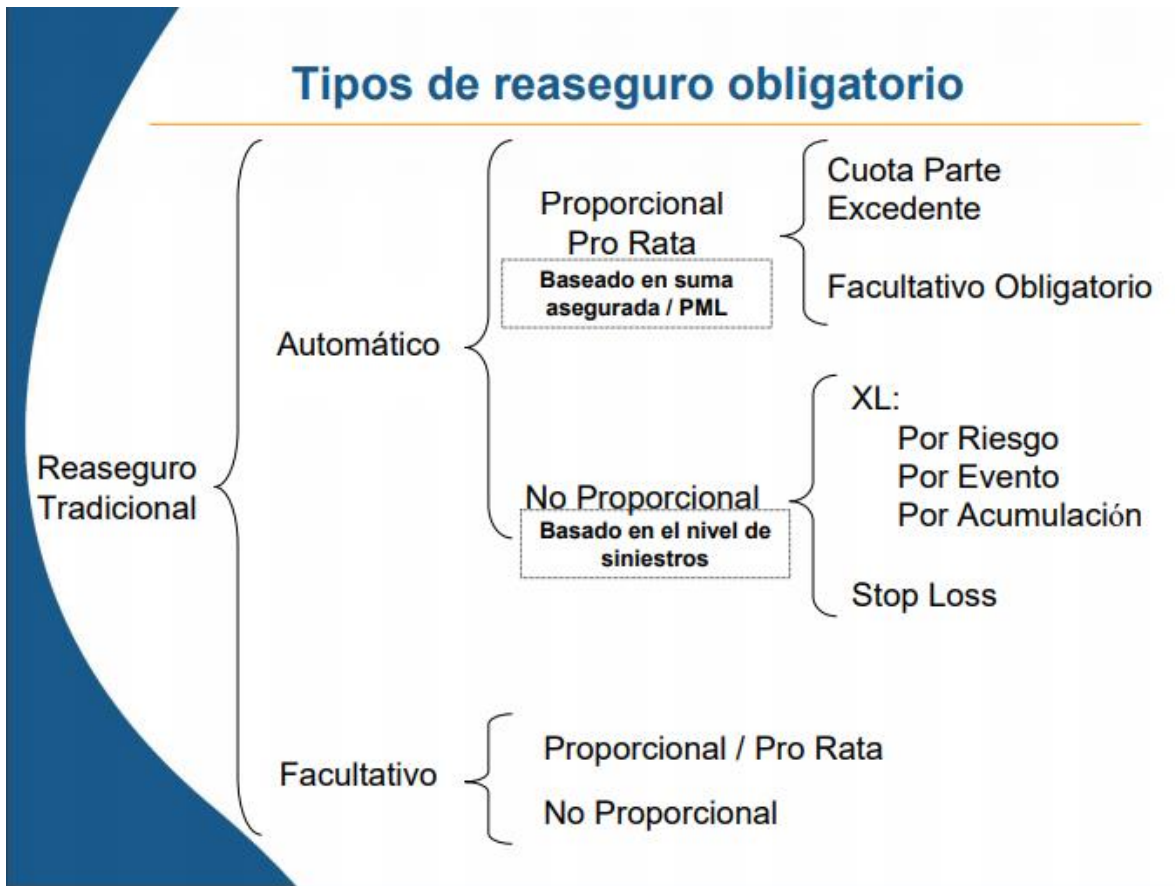 Tipos de reaseguro obligatorio
Reaseguro
Tradicional
Automático
Proporcional
Pro Rata
Baseado en suma
asegurada / PML
Cuota Parte
Excedente
Facultativo Obligatorio
No Proporcional
Basado en el nivel de
siniestros
XL:
Por Riesgo
Por Evento
Por Acumulación
Stop Loss
Facultativo
Proporcional / Pro Rata
No Proporcional